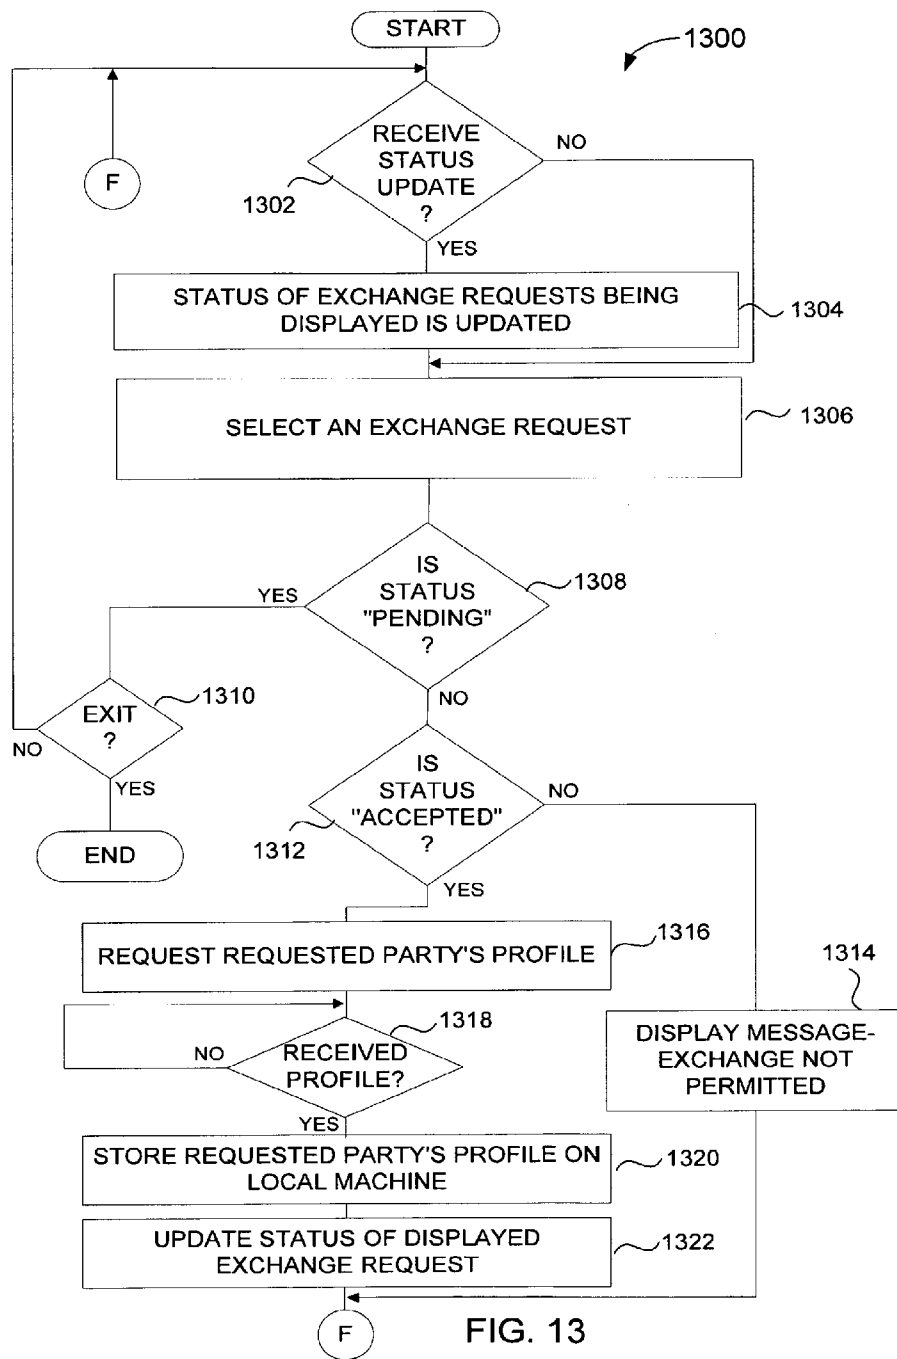 START
1300
RECEIVE
STATUS
UPDATE
?
NO
F
1302
YES
STATUS OF EXCHANGE REQUESTS BEING
DISPLAYED IS UPDATED
1304
SELECT AN EXCHANGE REQUEST
1306
IS
STATUS
"PENDING"
?
1308
YES
NO
EXIT
?
1310
NO
YES
END
IS
STATUS
"ACCEPTED"
?
NO
1312
YES
REQUEST REQUESTED PARTY'S PROFILE
1316
1314
DISPLAY MESSAGE-
EXCHANGE NOT
PERMITTED
RECEIVED
PROFILE?
1318
NO
YES
STORE REQUESTED PARTY'S PROFILE ON
LOCAL MACHINE
1320
UPDATE STATUS OF DISPLAYED
EXCHANGE REQUEST
1322
F
FIG. 13